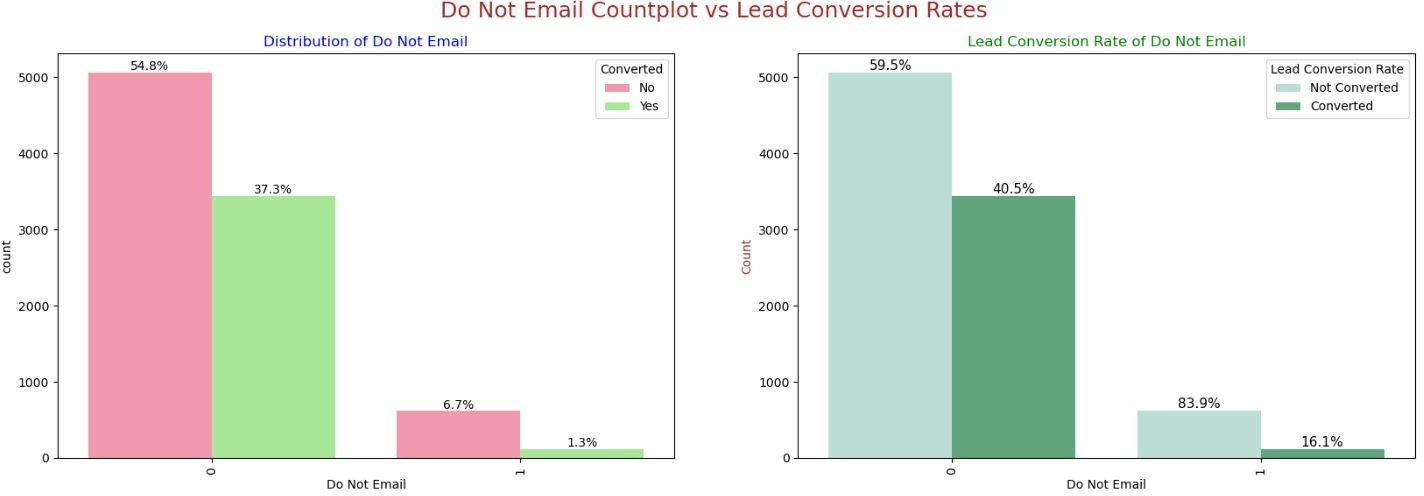 Do Not Email Countplot vs Lead Conversion Rates
Distribution of Do Not Email
54.8%
37.3%
6.7%
1.3%
Converted
No
Yes
5000
4000
3000
2000
1000
0
count
0
1
Do Not Email
Lead Conversion Rate of Do Not Email
59.5%
40.5%
83.9%
16.1%
Lead Conversion Rate
Not Converted
Converted
5000
4000
3000
2000
1000
0
Count
0
1
Do Not Email